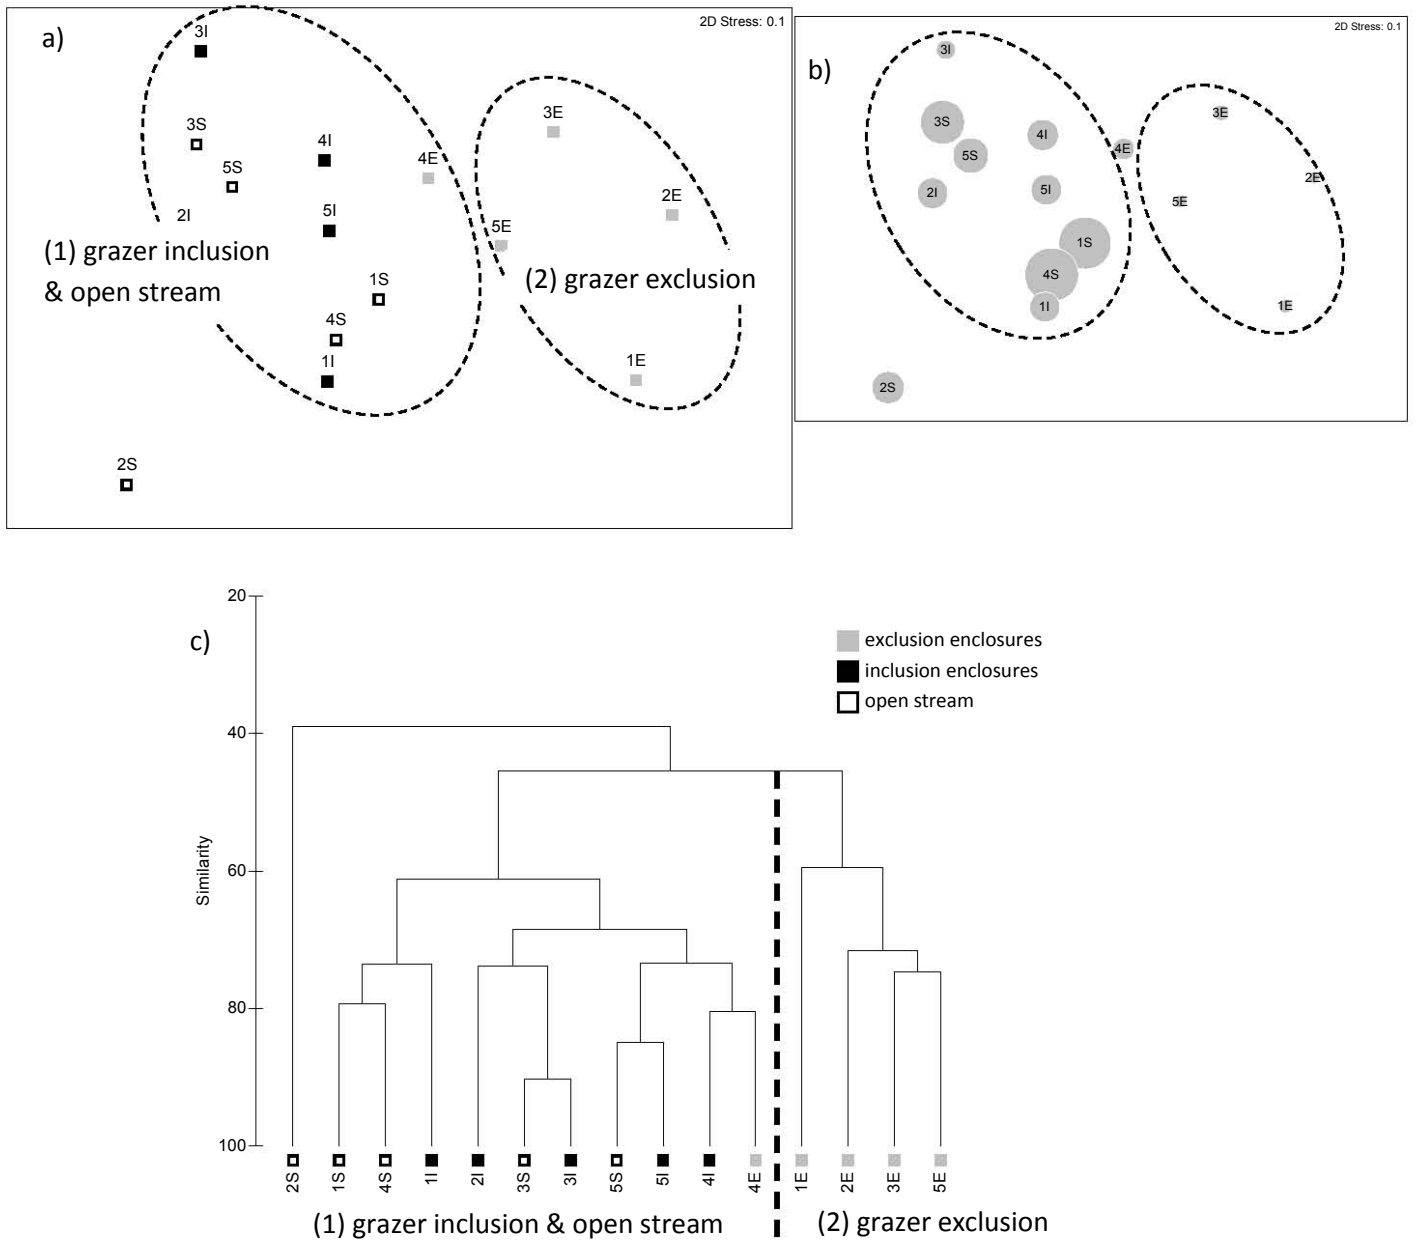 a)
2D Stress: 0.1
3I
3S
4I
3E
5S
4E
2I
5I
2E
5E
(1) grazer inclusion
& open stream
(2) grazer exclusion
1S
4S
1I
1E
2S
b)
2D Stress: 0.1
3I
3S
4I
3E
5S
4E
2I
5I
2E
5E
1S
4S
1I
1E
2S
c)
20
40
60
80
100
Similarity
exclusion enclosures
inclusion enclosures
open stream
2S
1S
4S
1I
2I
3S
3I
5S
5I
4I
4E
1E
2E
3E
5E
(1) grazer inclusion & open stream
(2) grazer exclusion